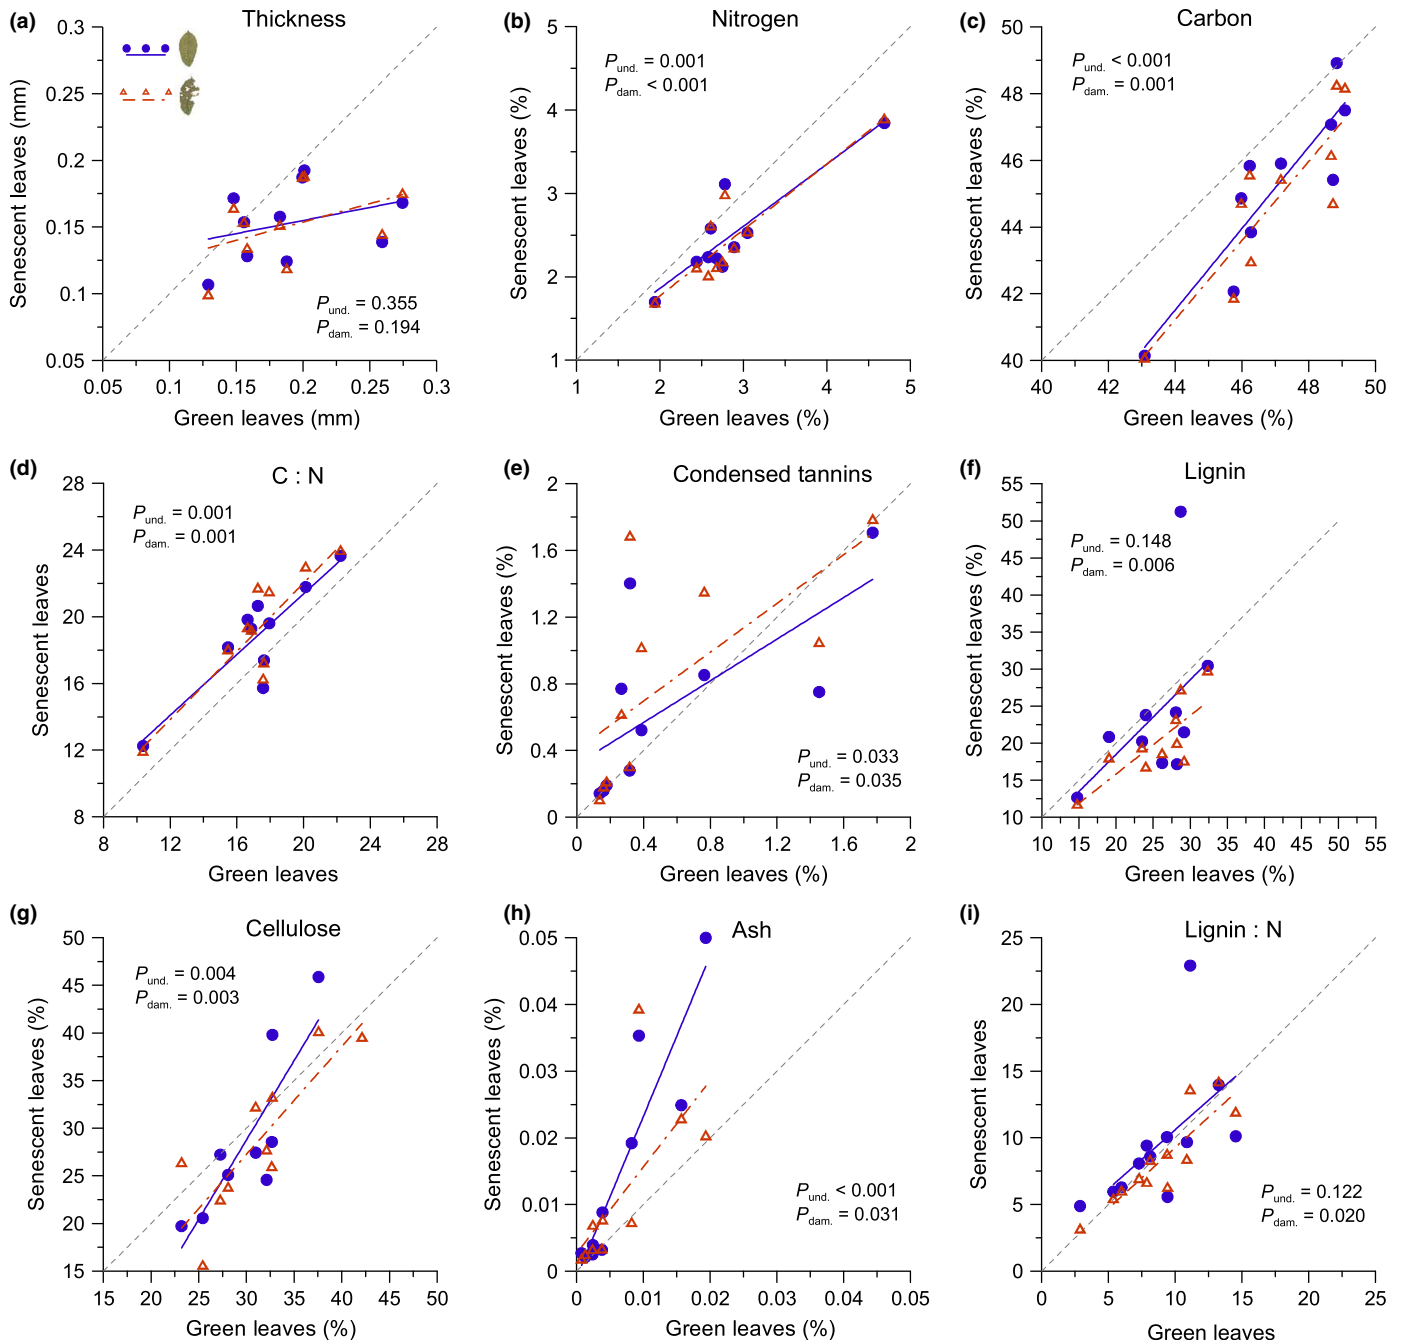 (a) Thickness
0.3
0.25
0.2
0.15
0.1
0.05
Senescent leaves (mm)
P und. = 0.355
P dam. = 0.194
0.05 0.1 0.15 0.2 0.25 0.3
Green leaves (mm)
(b) Nitrogen
5
4
3
2
1
Senescent leaves (%)
P und. = 0.001
P dam. < 0.001
1 2 3 4 5
Green leaves (%)
(c) Carbon
50
48
46
44
42
40
Senescent leaves (%)
P und. < 0.001
P dam. = 0.001
40 42 44 46 48 50
Green leaves (%)
(d) C : N
28
24
20
16
12
8
Senescent leaves
P und. = 0.001
P dam. = 0.001
8 12 16 20 24 28
Green leaves
(e) Condensed tannins
2
1.6
1.2
0.8
0.4
0
Senescent leaves (%)
P und. = 0.033
P dam. = 0.035
0 0.4 0.8 1.2 1.6 2
Green leaves (%)
(f) Lignin
55
50
45
40
35
30
25
20
15
10
Senescent leaves (%)
P und. = 0.148
P dam. = 0.006
10 15 20 25 30 35 40 45 50 55
Green leaves (%)
(g) Cellulose
50
45
40
35
30
25
20
15
Senescent leaves (%)
P und. = 0.004
P dam. = 0.003
15 20 25 30 35 40 45 50
Green leaves (%)
(h) Ash
0.05
0.04
0.03
0.02
0.01
0
Senescent leaves (%)
P und. < 0.001
P dam. = 0.031
0 0.01 0.02 0.03 0.04 0.05
Green leaves (%)
(i) Lignin : N
25
20
15
10
5
0
Senescent leaves
P und. = 0.122
P dam. = 0.020
0 5 10 15 20 25
Green leaves